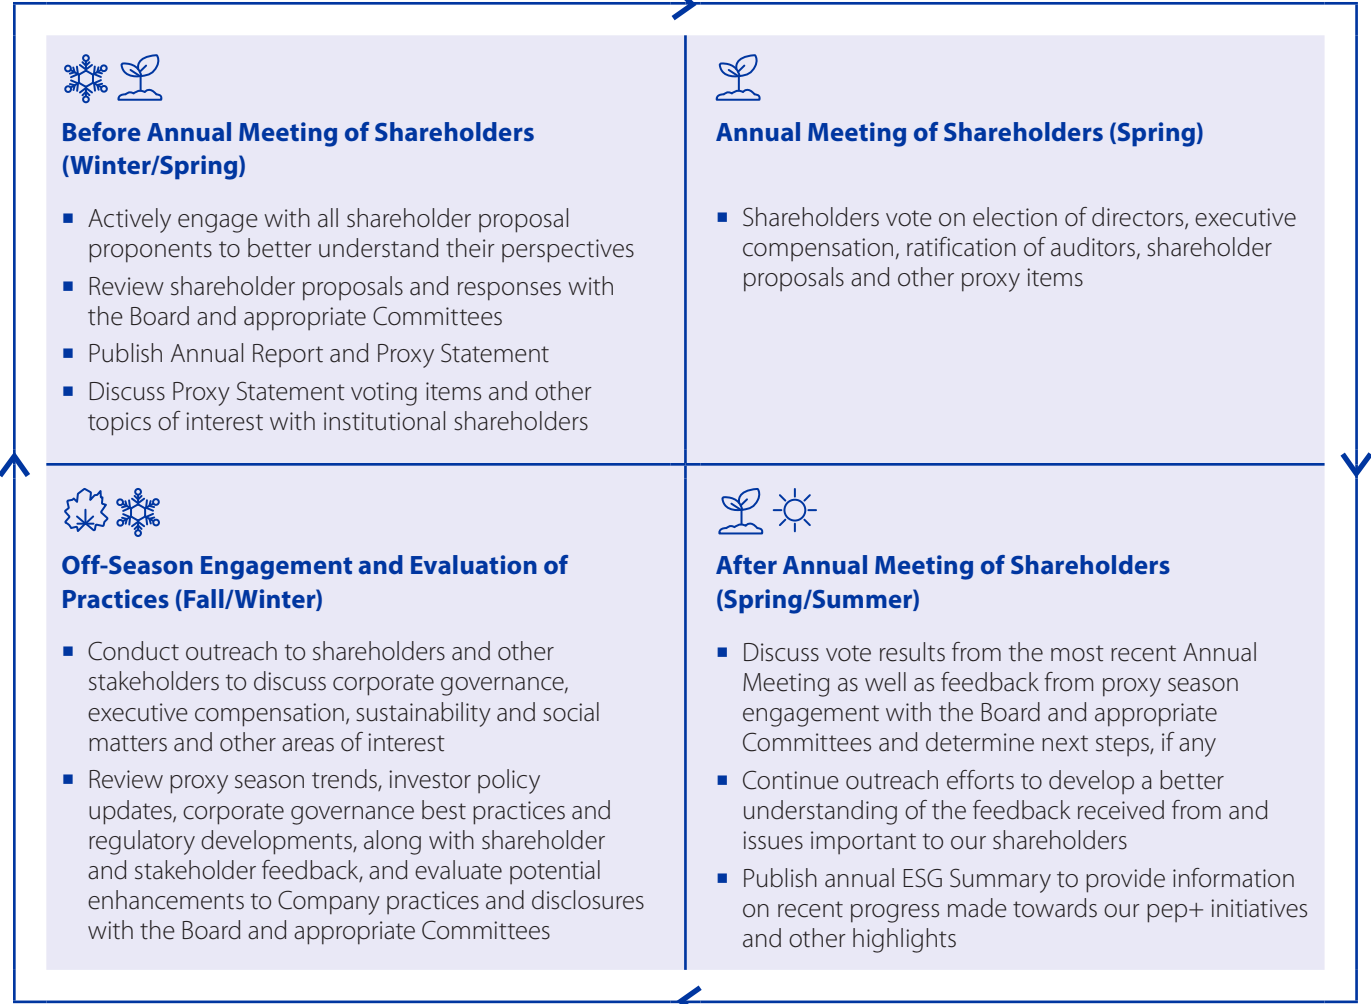 Before Annual Meeting of Shareholders
(Winter/Spring)
▪ Actively engage with all shareholder proposal
proponents to better understand their perspectives
▪ Review shareholder proposals and responses with
the Board and appropriate Committees
▪ Publish Annual Report and Proxy Statement
▪ Discuss Proxy Statement voting items and other
topics of interest with institutional shareholders
Annual Meeting of Shareholders (Spring)
▪ Shareholders vote on election of directors, executive
compensation, ratification of auditors, shareholder
proposals and other proxy items
Off-Season Engagement and Evaluation of
Practices (Fall/Winter)
▪ Conduct outreach to shareholders and other
stakeholders to discuss corporate governance,
executive compensation, sustainability and social
matters and other areas of interest
▪ Review proxy season trends, investor policy
updates, corporate governance best practices and
regulatory developments, along with shareholder
and stakeholder feedback, and evaluate potential
enhancements to Company practices and disclosures
with the Board and appropriate Committees
After Annual Meeting of Shareholders
(Spring/Summer)
▪ Discuss vote results from the most recent Annual
Meeting as well as feedback from proxy season
engagement with the Board and appropriate
Committees and determine next steps, if any
▪ Continue outreach efforts to develop a better
understanding of the feedback received from and
issues important to our shareholders
▪ Publish annual ESG Summary to provide information
on recent progress made towards our pep+ initiatives
and other highlights